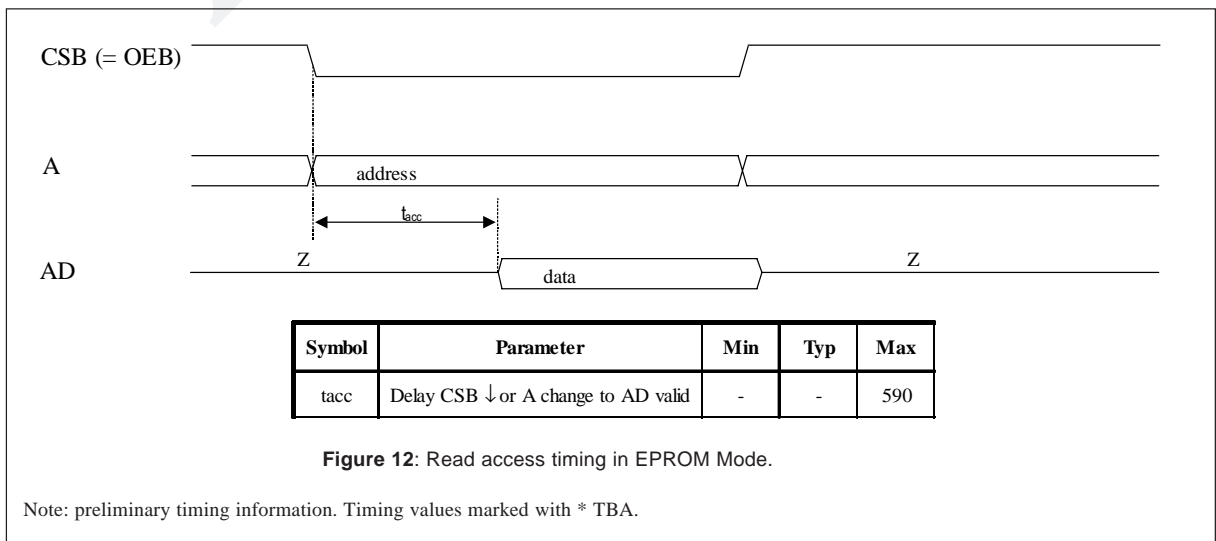 CSB (= OEB)
A
address
tacc
Z
Z
AD
data
Symbol Parameter Min Typ Max
tacc Delay CSB ↓ or A change to AD valid - - 590
Figure 12: Read access timing in EPROM Mode.
Note: preliminary timing information. Timing values marked with * TBA.